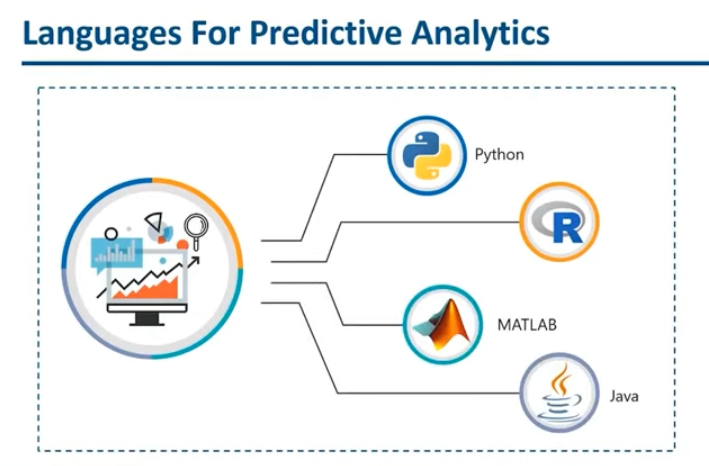 Languages For Predictive Analytics
Python
R
MATLAB
Java